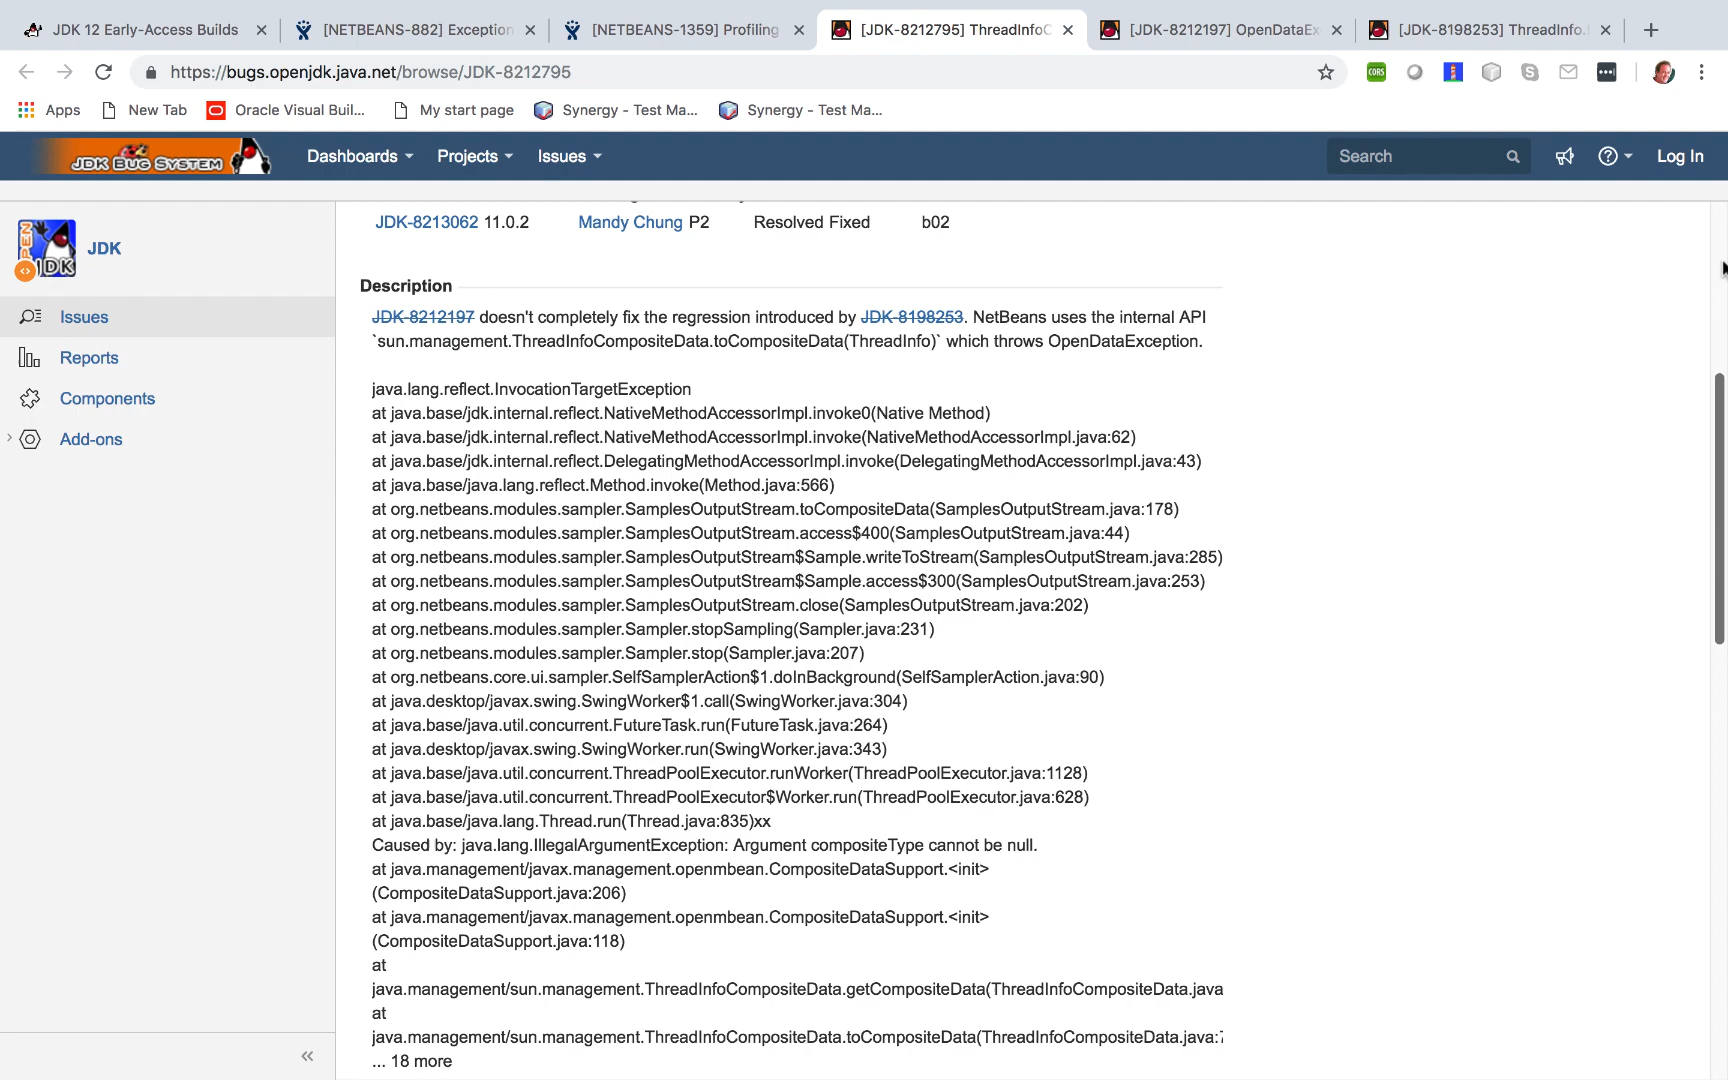 JDK 12 Early-Access Builds
[NETBEANS-882] Exception
[NETBEANS-1359] Profiling
[JDK-8212795] ThreadInfoC
[JDK-8212197] OpenDataEx
[JDK-8198253] ThreadInfo.
https://bugs.openjdk.java.net/browse/JDK-8212795
CORS
Apps
New Tab
Oracle Visual Buil...
My start page
Synergy - Test Ma...
Synergy - Test Ma...
JDK BUG SYSTEM
Dashboards
Projects
Issues
Search
Log In
OPEN JDK
JDK
Issues
Reports
Components
Add-ons
JDK-8213062 11.0.2 Mandy Chung P2 Resolved Fixed b02
Description
JDK-8212197 doesn't completely fix the regression introduced by JDK-8198253. NetBeans uses the internal API
`sun.management.ThreadInfoCompositeData.toCompositeData(ThreadInfo)` which throws OpenDataException.
java.lang.reflect.InvocationTargetException
at java.base/jdk.internal.reflect.NativeMethodAccessorImpl.invoke0(Native Method)
at java.base/jdk.internal.reflect.NativeMethodAccessorImpl.invoke(NativeMethodAccessorImpl.java:62)
at java.base/jdk.internal.reflect.DelegatingMethodAccessorImpl.invoke(DelegatingMethodAccessorImpl.java:43)
at java.base/java.lang.reflect.Method.invoke(Method.java:566)
at org.netbeans.modules.sampler.SamplesOutputStream.toCompositeData(SamplesOutputStream.java:178)
at org.netbeans.modules.sampler.SamplesOutputStream.access$400(SamplesOutputStream.java:44)
at org.netbeans.modules.sampler.SamplesOutputStream$Sample.writeToStream(SamplesOutputStream.java:285)
at org.netbeans.modules.sampler.SamplesOutputStream$Sample.access$300(SamplesOutputStream.java:253)
at org.netbeans.modules.sampler.SamplesOutputStream.close(SamplesOutputStream.java:202)
at org.netbeans.modules.sampler.Sampler.stopSampling(Sampler.java:231)
at org.netbeans.modules.sampler.Sampler.stop(Sampler.java:207)
at org.netbeans.core.ui.sampler.SelfSamplerAction$1.doInBackground(SelfSamplerAction.java:90)
at java.desktop/javax.swing.SwingWorker$1.call(SwingWorker.java:304)
at java.base/java.util.concurrent.FutureTask.run(FutureTask.java:264)
at java.desktop/javax.swing.SwingWorker.run(SwingWorker.java:343)
at java.base/java.util.concurrent.ThreadPoolExecutor.runWorker(ThreadPoolExecutor.java:1128)
at java.base/java.util.concurrent.ThreadPoolExecutor$Worker.run(ThreadPoolExecutor.java:628)
at java.base/java.lang.Thread.run(Thread.java:835)xx
Caused by: java.lang.IllegalArgumentException: Argument compositeType cannot be null.
at java.management/javax.management.openmbean.CompositeDataSupport.<init>
(CompositeDataSupport.java:206)
at java.management/javax.management.openmbean.CompositeDataSupport.<init>
(CompositeDataSupport.java:118)
at
java.management/sun.management.ThreadInfoCompositeData.getCompositeData(ThreadInfoCompositeData.java
at
java.management/sun.management.ThreadInfoCompositeData.toCompositeData(ThreadInfoCompositeData.java:
... 18 more